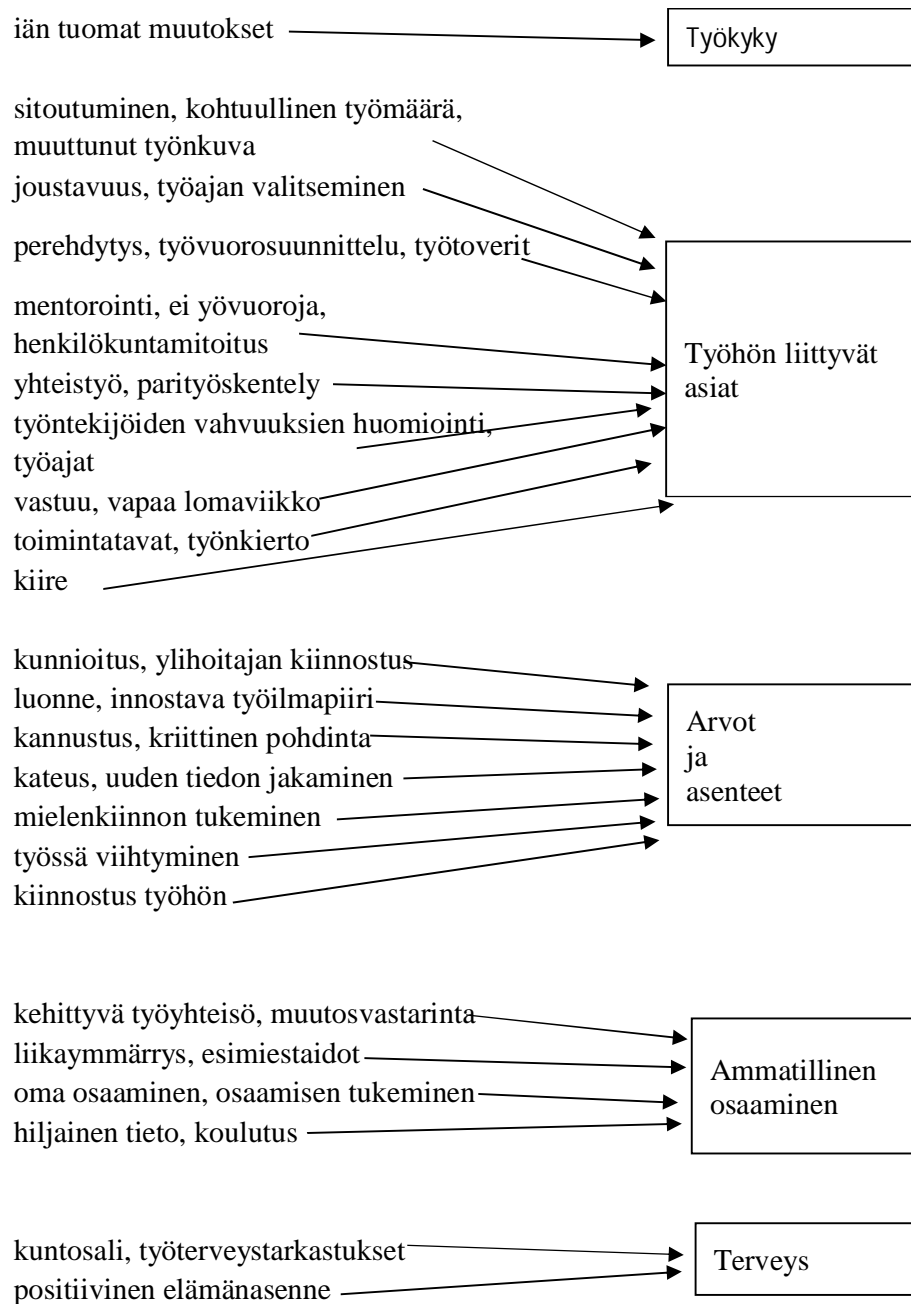 iän tuomat muutokset
Työkyky
sitoutuminen, kohtuullinen työmäärä,
muuttunut työnkuva
joustavuus, työajan valitseminen
perehdytys, työvuorosuunnittelu, työtoverit
mentorointi, ei yövuoroja,
henkilökuntamitoitus
yhteistyö, parityöskentely
työntekijöiden vahvuuksien huomiointi,
työajat
vastuu, vapaa lomaviikko
toimintatavat, työnkierto
kiire
Työhön liittyvät
asiat
kunnioitus, ylihoitajan kiinnostus
luonne, innostava työilmapiiri
kannustus, kriittinen pohdinta
kateus, uuden tiedon jakaminen
mielenkiinnon tukeminen
työssä viihtyminen
kiinnostus työhön
Arvot
ja
asenteet
kehittyvä työyhteisö, muutosvastarinta
liikaymmärrys, esimiestaidot
oma osaaminen, osaamisen tukeminen
hiljainen tieto, koulutus
Ammatillinen
osaaminen
kuntosali, työterveystarkastukset
positiivinen elämänasenne
Terveys